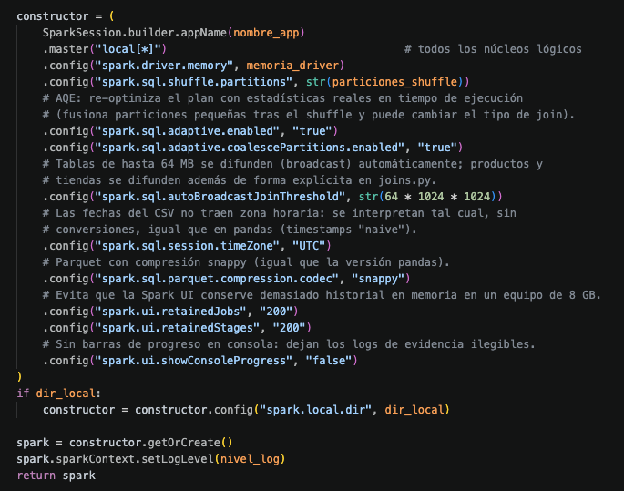 constructor = (
    SparkSession.builder.appName(nombre_app)
    .master("local[*]")                                    # todos los núcleos lógicos
    .config("spark.driver.memory", memoria_driver)
    .config("spark.sql.shuffle.partitions", str(particiones_shuffle))
    # AQE: re-optimiza el plan con estadísticas reales en tiempo de ejecución
    # (fusiona particiones pequeñas tras el shuffle y puede cambiar el tipo de join).
    .config("spark.sql.adaptive.enabled", "true")
    .config("spark.sql.adaptive.coalescePartitions.enabled", "true")
    # Tablas de hasta 64 MB se difunden (broadcast) automáticamente; productos y
    # tiendas se difunden además de forma explícita en joins.py.
    .config("spark.sql.autoBroadcastJoinThreshold", str(64 * 1024 * 1024))
    # Las fechas del CSV no traen zona horaria: se interpretan tal cual, sin
    # conversiones, igual que en pandas (timestamps "naive").
    .config("spark.sql.session.timeZone", "UTC")
    # Parquet con compresión snappy (igual que la versión pandas).
    .config("spark.sql.parquet.compression.codec", "snappy")
    # Evita que la Spark UI conserve demasiado historial en memoria en un equipo de 8 GB.
    .config("spark.ui.retainedJobs", "200")
    .config("spark.ui.retainedStages", "200")
    # Sin barras de progreso en consola: dejan los logs de evidencia ilegibles.
    .config("spark.ui.showConsoleProgress", "false")
)
if dir_local:
    constructor = constructor.config("spark.local.dir", dir_local)

spark = constructor.getOrCreate()
spark.sparkContext.setLogLevel(nivel_log)
return spark